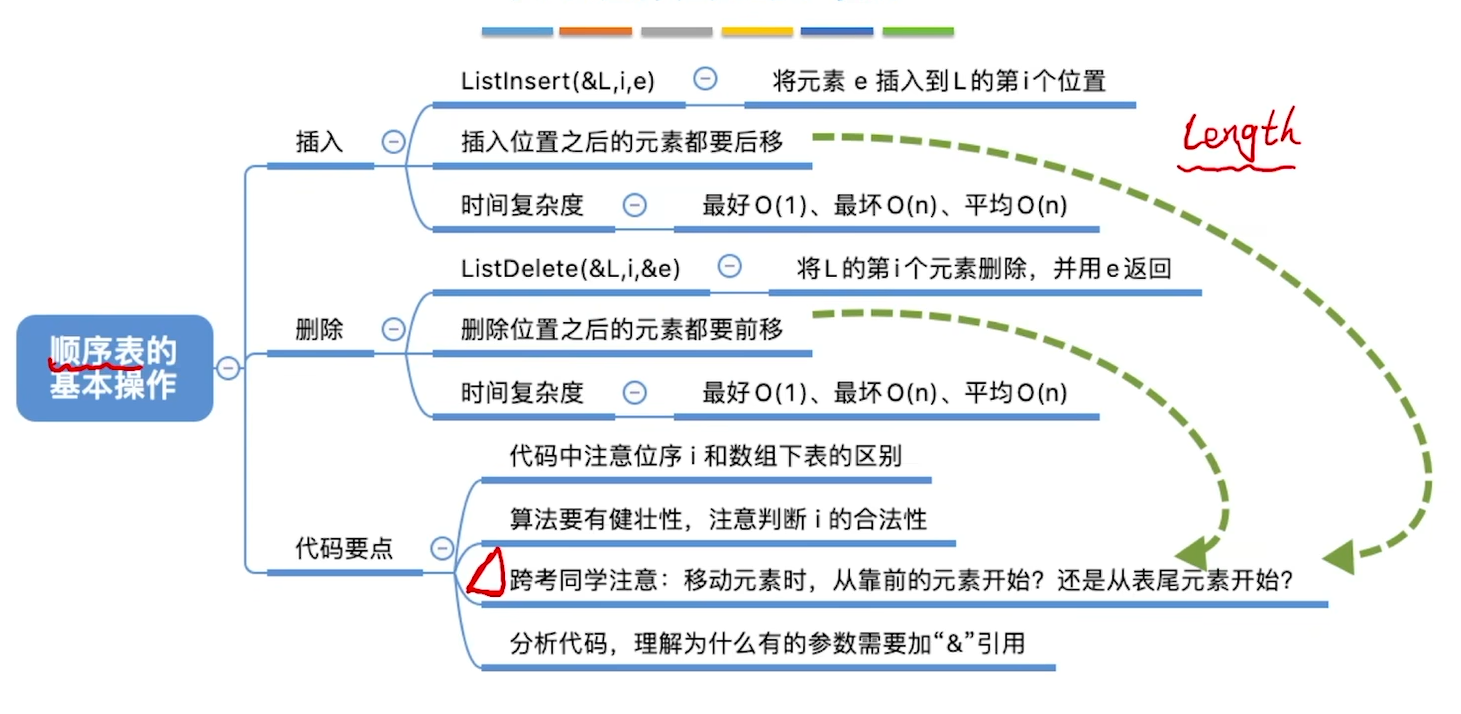 ListInsert(&L,i,e)
将元素 e 插入到L的第i个位置
length
插入
插入位置之后的元素都要后移
时间复杂度
最好O(1)、最坏O(n)、平均O(n)
ListDelete(&L,i,&e)
将L的第i个元素删除，并用e返回
删除
删除位置之后的元素都要前移
顺序表的
基本操作
时间复杂度
最好O(1)、最坏O(n)、平均O(n)
代码中注意位序 i 和数组下表的区别
算法要有健壮性，注意判断 i 的合法性
代码要点
跨考同学注意：移动元素时，从靠前的元素开始？还是从表尾元素开始？
分析代码，理解为什么有的参数需要加“&”引用